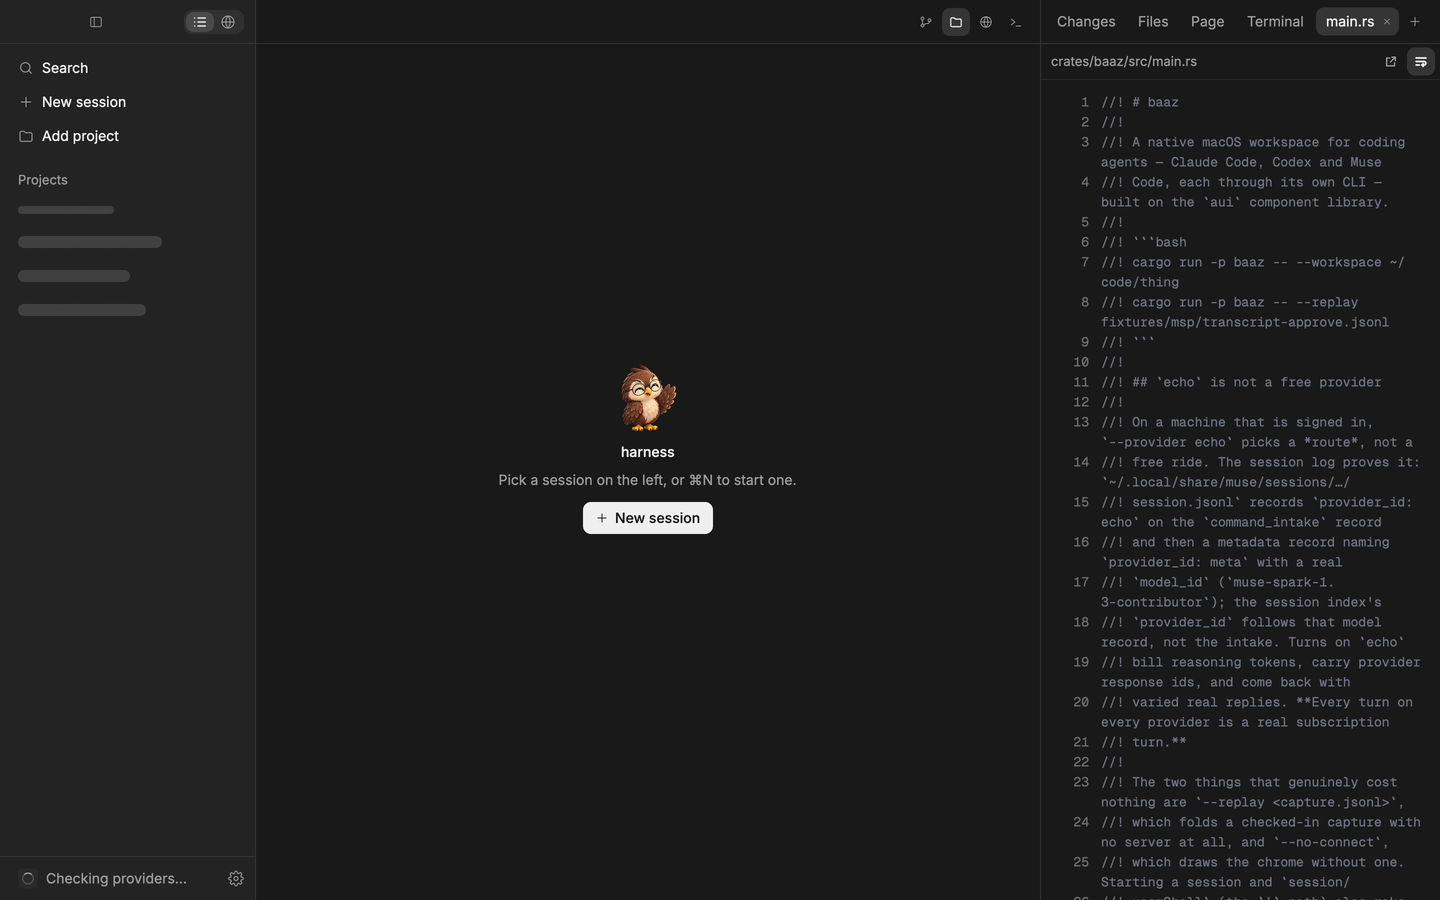 Search
New session
Add project
Projects
Checking providers...
harness
Pick a session on the left, or ⌘N to start one.
+ New session
Changes Files Page Terminal main.rs × +
crates/baaz/src/main.rs
1 //! # baaz
2 //!
3 //! A native macOS workspace for coding
agents — Claude Code, Codex and Muse
4 //! Code, each through its own CLI —
built on the `aui` component library.
5 //!
6 //! ```bash
7 //! cargo run -p baaz -- --workspace ~/
code/thing
8 //! cargo run -p baaz -- --replay
fixtures/msp/transcript-approve.jsonl
9 //! ```
10 //!
11 //! ## `echo` is not a free provider
12 //!
13 //! On a machine that is signed in,
`--provider echo` picks a *route*, not a
14 //! free ride. The session log proves it:
`~/.local/share/muse/sessions/…/
15 //! session.jsonl` records `provider_id:
echo` on the `command_intake` record
16 //! and then a metadata record naming
`provider_id: meta` with a real
17 //! `model_id` (`muse-spark-1.
3-contributor`); the session index's
18 //! `provider_id` follows that model
record, not the intake. Turns on `echo`
19 //! bill reasoning tokens, carry provider
response ids, and come back with
20 //! varied real replies. **Every turn on
every provider is a real subscription
21 //! turn.**
22 //!
23 //! The two things that genuinely cost
nothing are `--replay <capture.jsonl>`,
24 //! which folds a checked-in capture with
no server at all, and `--no-connect`,
25 //! which draws the chrome without one.
Starting a session and `session/